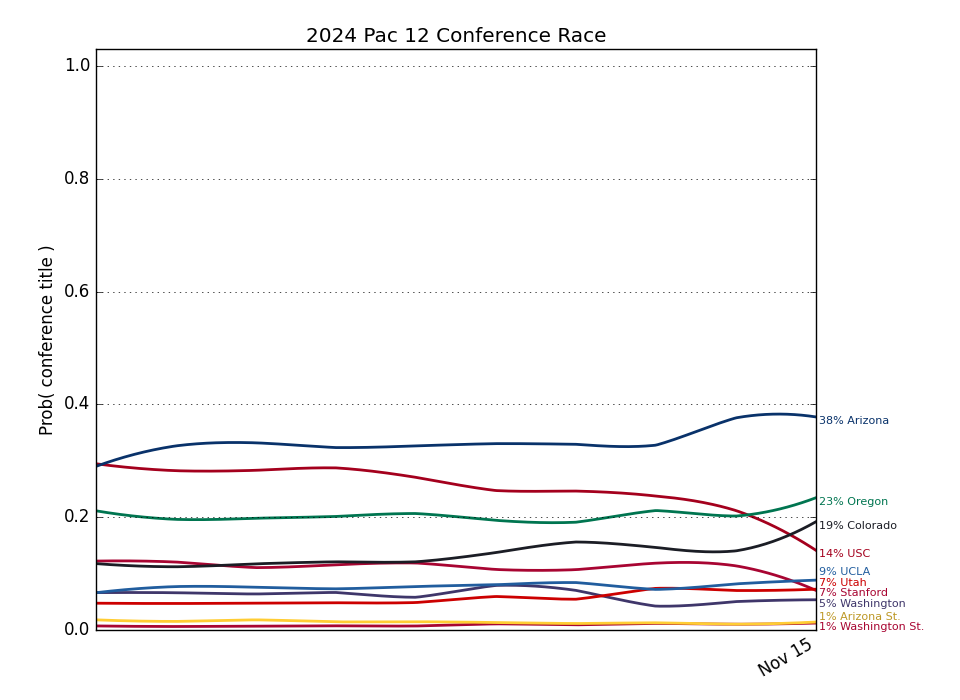 2024 Pac 12 Conference Race
1.0
0.8
0.6
0.4
0.2
0.0
Prob( conference title )
38% Arizona
23% Oregon
19% Colorado
14% USC
9% UCLA
7% Utah
7% Stanford
5% Washington
1% Arizona St.
1% Washington St.
Nov 15